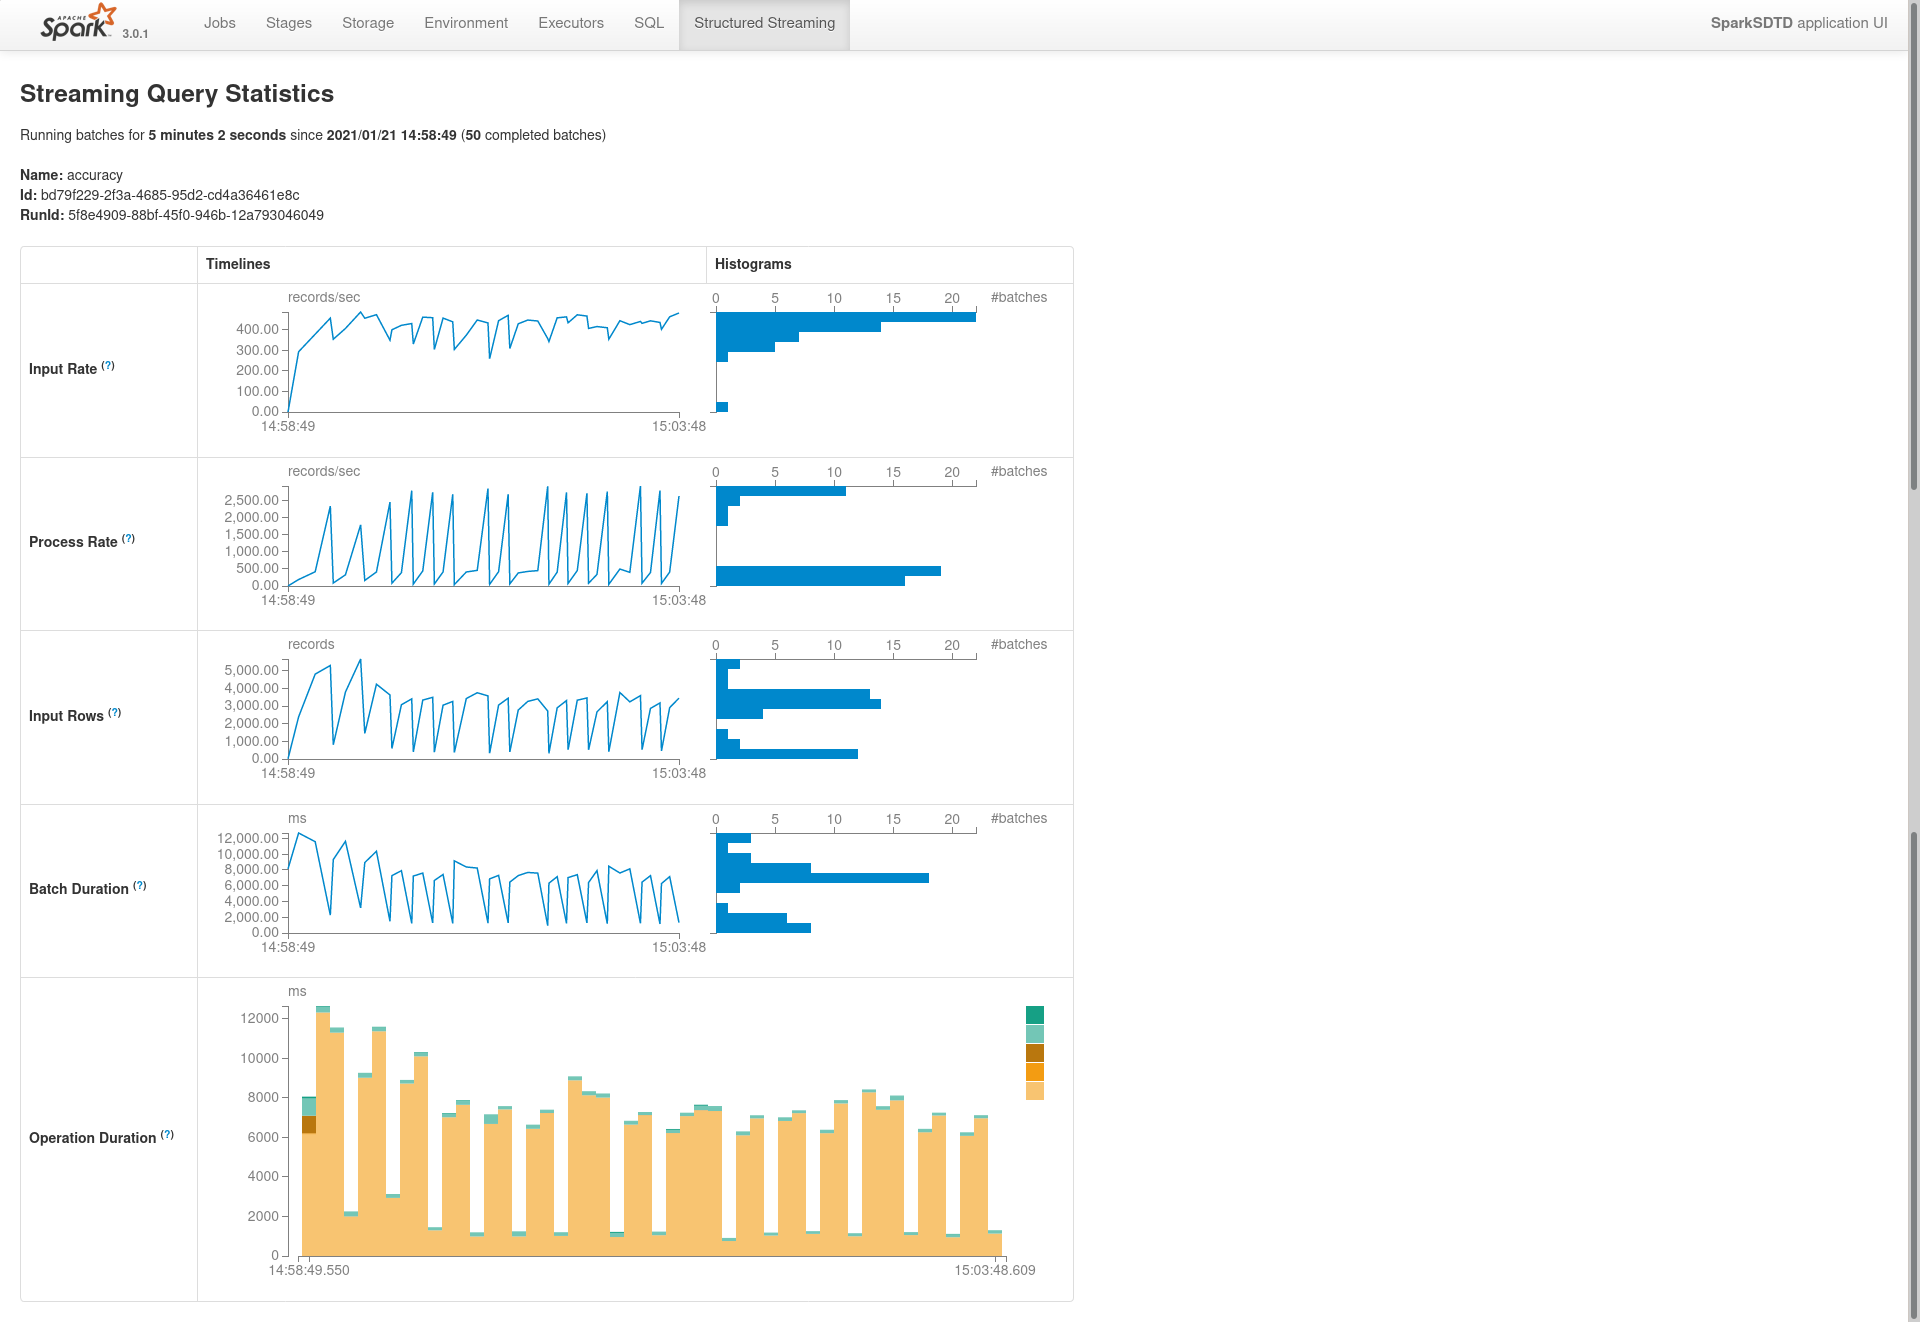 APACHE
Spark 3.0.1 Jobs Stages Storage Environment Executors SQL Structured Streaming SparkSDTD application UI
Streaming Query Statistics
Running batches for 5 minutes 2 seconds since 2021/01/21 14:58:49 (50 completed batches)
Name: accuracy
Id: bd79f229-2f3a-4685-95d2-cd4a36461e8c
RunId: 5f8e4909-88bf-45f0-946b-12a793046049
Timelines Histograms
Input Rate (?)
records/sec
400.00
300.00
200.00
100.00
0.00
14:58:49 15:03:48
0 5 10 15 20 #batches
Process Rate (?)
records/sec
2,500.00
2,000.00
1,500.00
1,000.00
500.00
0.00
14:58:49 15:03:48
0 5 10 15 20 #batches
Input Rows (?)
records
5,000.00
4,000.00
3,000.00
2,000.00
1,000.00
0.00
14:58:49 15:03:48
0 5 10 15 20 #batches
Batch Duration (?)
ms
12,000.00
10,000.00
8,000.00
6,000.00
4,000.00
2,000.00
0.00
14:58:49 15:03:48
0 5 10 15 20 #batches
Operation Duration (?)
ms
12000
10000
8000
6000
4000
2000
0
14:58:49.550 15:03:48.609